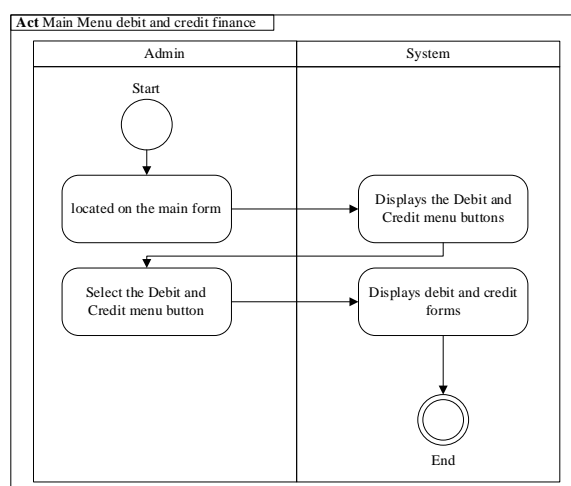 Act Main Menu debit and credit finance
Admin
System
Start
located on the main form
Displays the Debit and
Credit menu buttons
Select the Debit and
Credit menu button
Displays debit and credit
forms
End